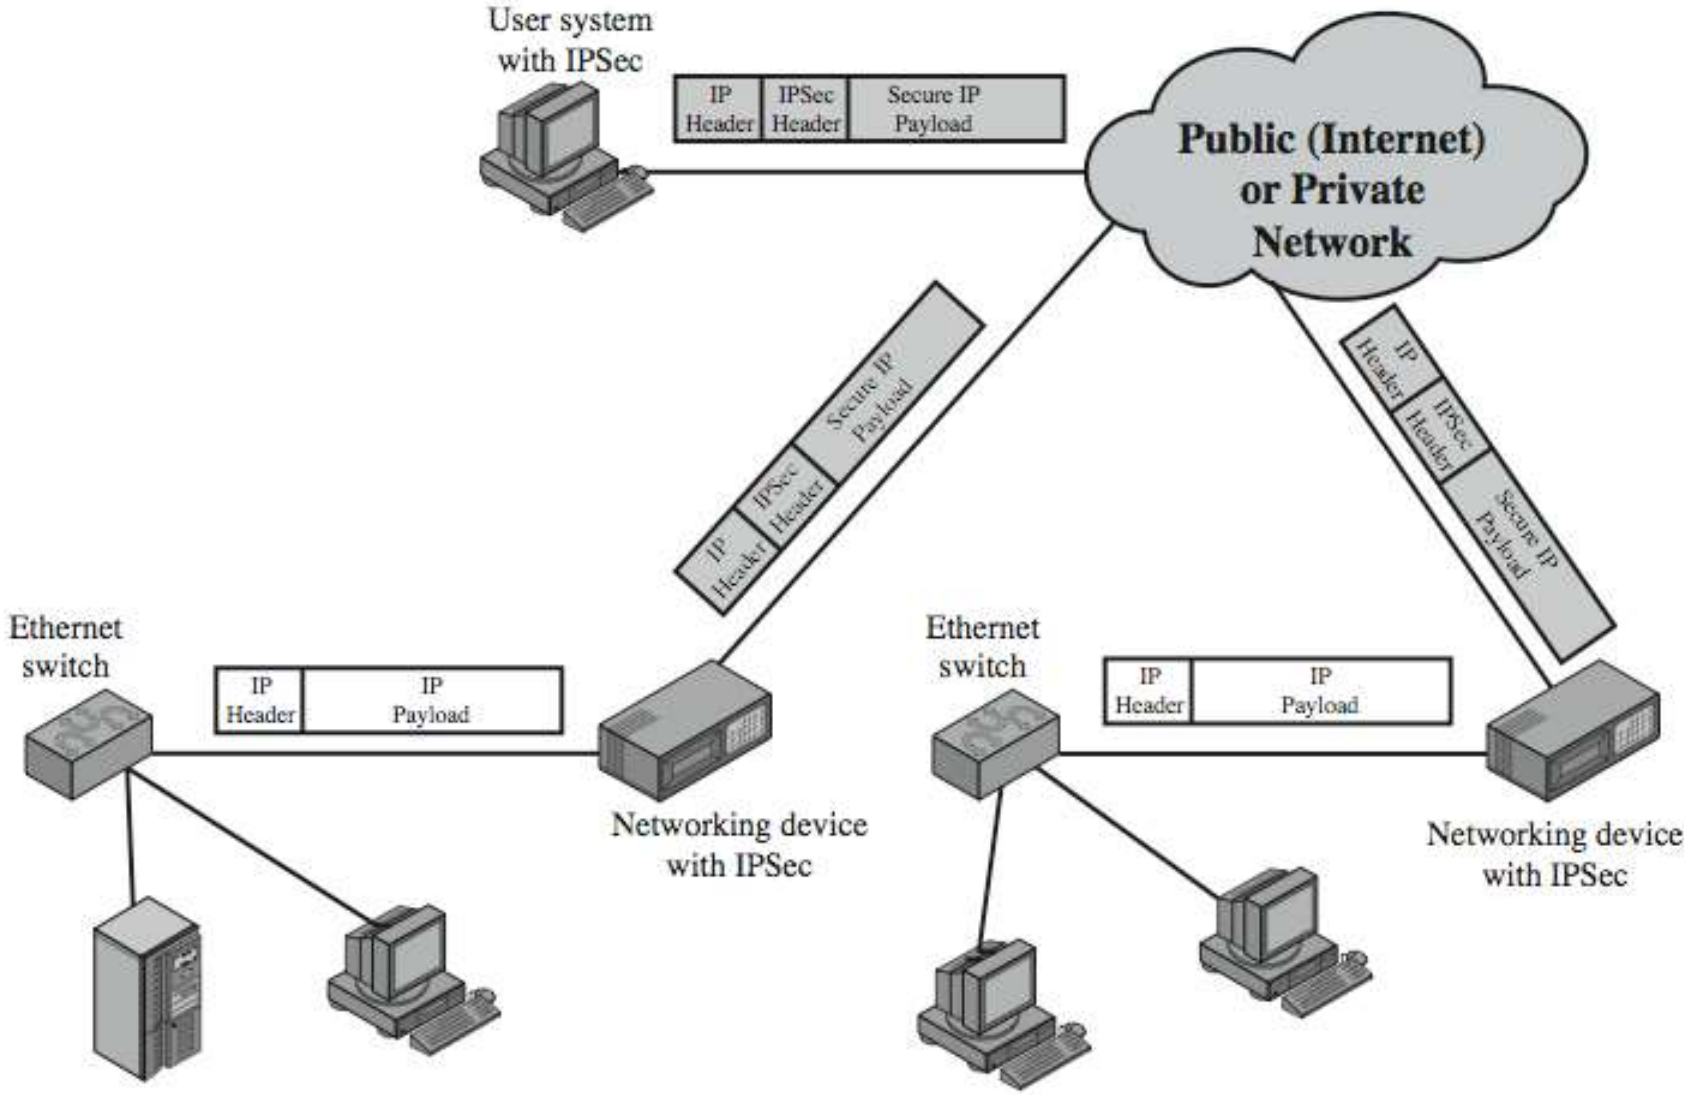 User system
with IPSec
IP
Header
IPSec
Header
Secure IP
Payload
Public (Internet)
or Private
Network
IP
Header
IPSec
Header
Secure IP
Payload
IP
Header
IPSec
Header
Secure IP
Payload
Ethernet
switch
IP
Header
IP
Payload
Networking device
with IPSec
Ethernet
switch
IP
Header
IP
Payload
Networking device
with IPSec